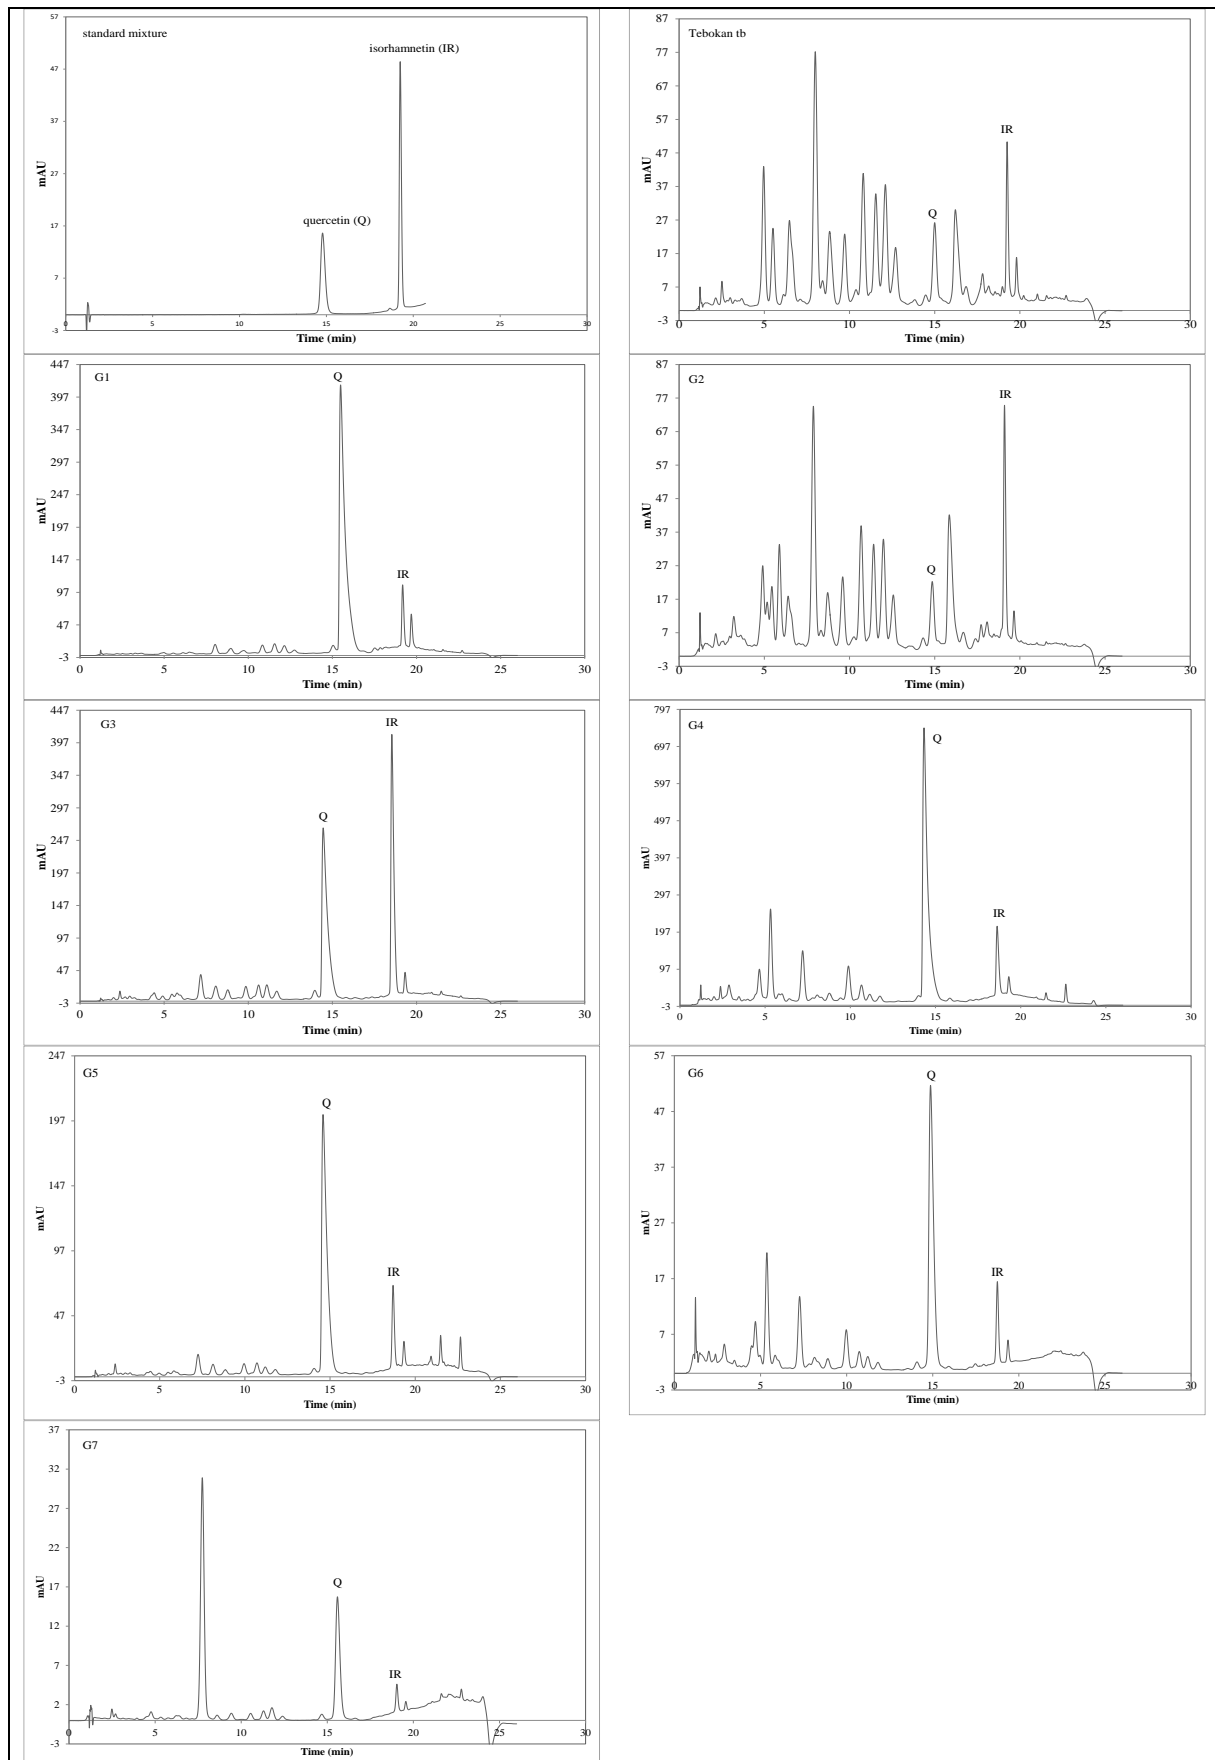 standard mixture
57
47
37
27
17
7
-3
mAU
isorhamnetin (IR)
quercetin (Q)
0 5 10 15 20 25 30
Time (min)
Tebokan tb
87
77
67
57
47
37
27
17
7
-3
mAU
IR
Q
0 5 10 15 20 25 30
Time (min)
G1
447
397
347
297
247
197
147
97
47
-3
mAU
Q
IR
0 5 10 15 20 25 30
Time (min)
G2
87
77
67
57
47
37
27
17
7
-3
mAU
IR
Q
0 5 10 15 20 25 30
Time (min)
G3
447
397
347
297
247
197
147
97
47
-3
mAU
IR
Q
0 5 10 15 20 25 30
Time (min)
G4
797
697
597
497
397
297
197
97
-3
mAU
Q
IR
0 5 10 15 20 25 30
Time (min)
G5
247
197
147
97
47
-3
mAU
Q
IR
0 5 10 15 20 25 30
Time (min)
G6
57
47
37
27
17
7
-3
mAU
Q
IR
0 5 10 15 20 25 30
Time (min)
G7
37
32
27
22
17
12
7
2
-3
mAU
Q
IR
0 5 10 15 20 25 30
Time (min)